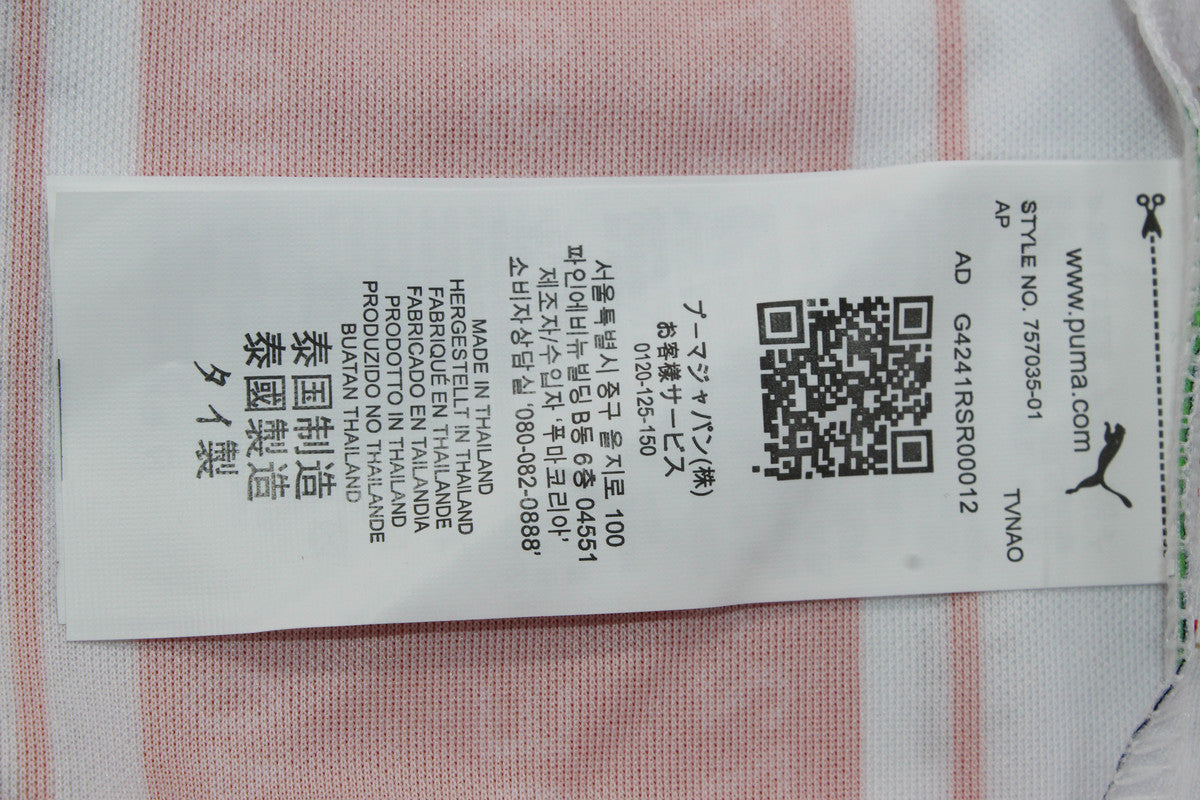 www.puma.com
STYLE NO. 757035-01
AP TVNAO
AD G4241RSR00012
プーマジャパン(株)
お客様サービス
0120-125-150
서울특별시 중구 을지로 100
파인에비뉴빌딩 B동 6층 04551
제조자/수입자 푸마코리아'
소비자상담실 '080-082-0888'
MADE IN THAILAND
HERGESTELLT IN THAILAND
FABRIQUÉ EN THAILANDE
FABRICADO EN TAILANDIA
PRODOTTO IN THAILAND
PRODUZIDO NO THAILANDE
BUATAN THAILAND
泰国制造
泰國製造
タイ製